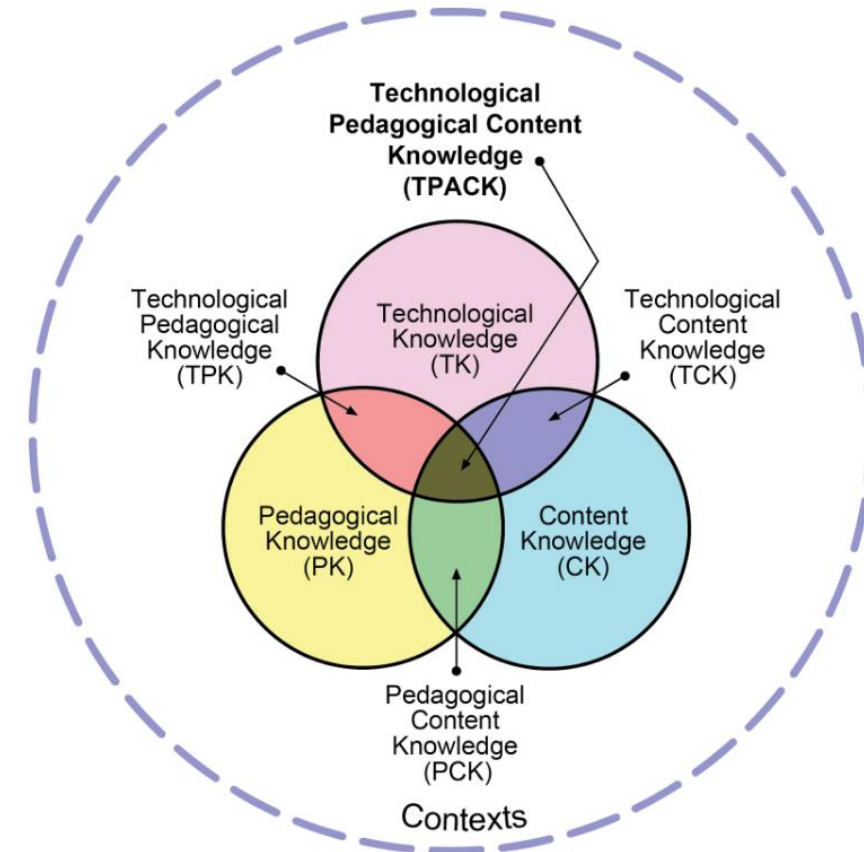 Technological
Pedagogical Content
Knowledge
(TPACK)
Technological
Pedagogical
Knowledge
(TPK)
Technological
Knowledge
(TK)
Technological
Content
Knowledge
(TCK)
Pedagogical
Knowledge
(PK)
Content
Knowledge
(CK)
Pedagogical
Content
Knowledge
(PCK)
Contexts